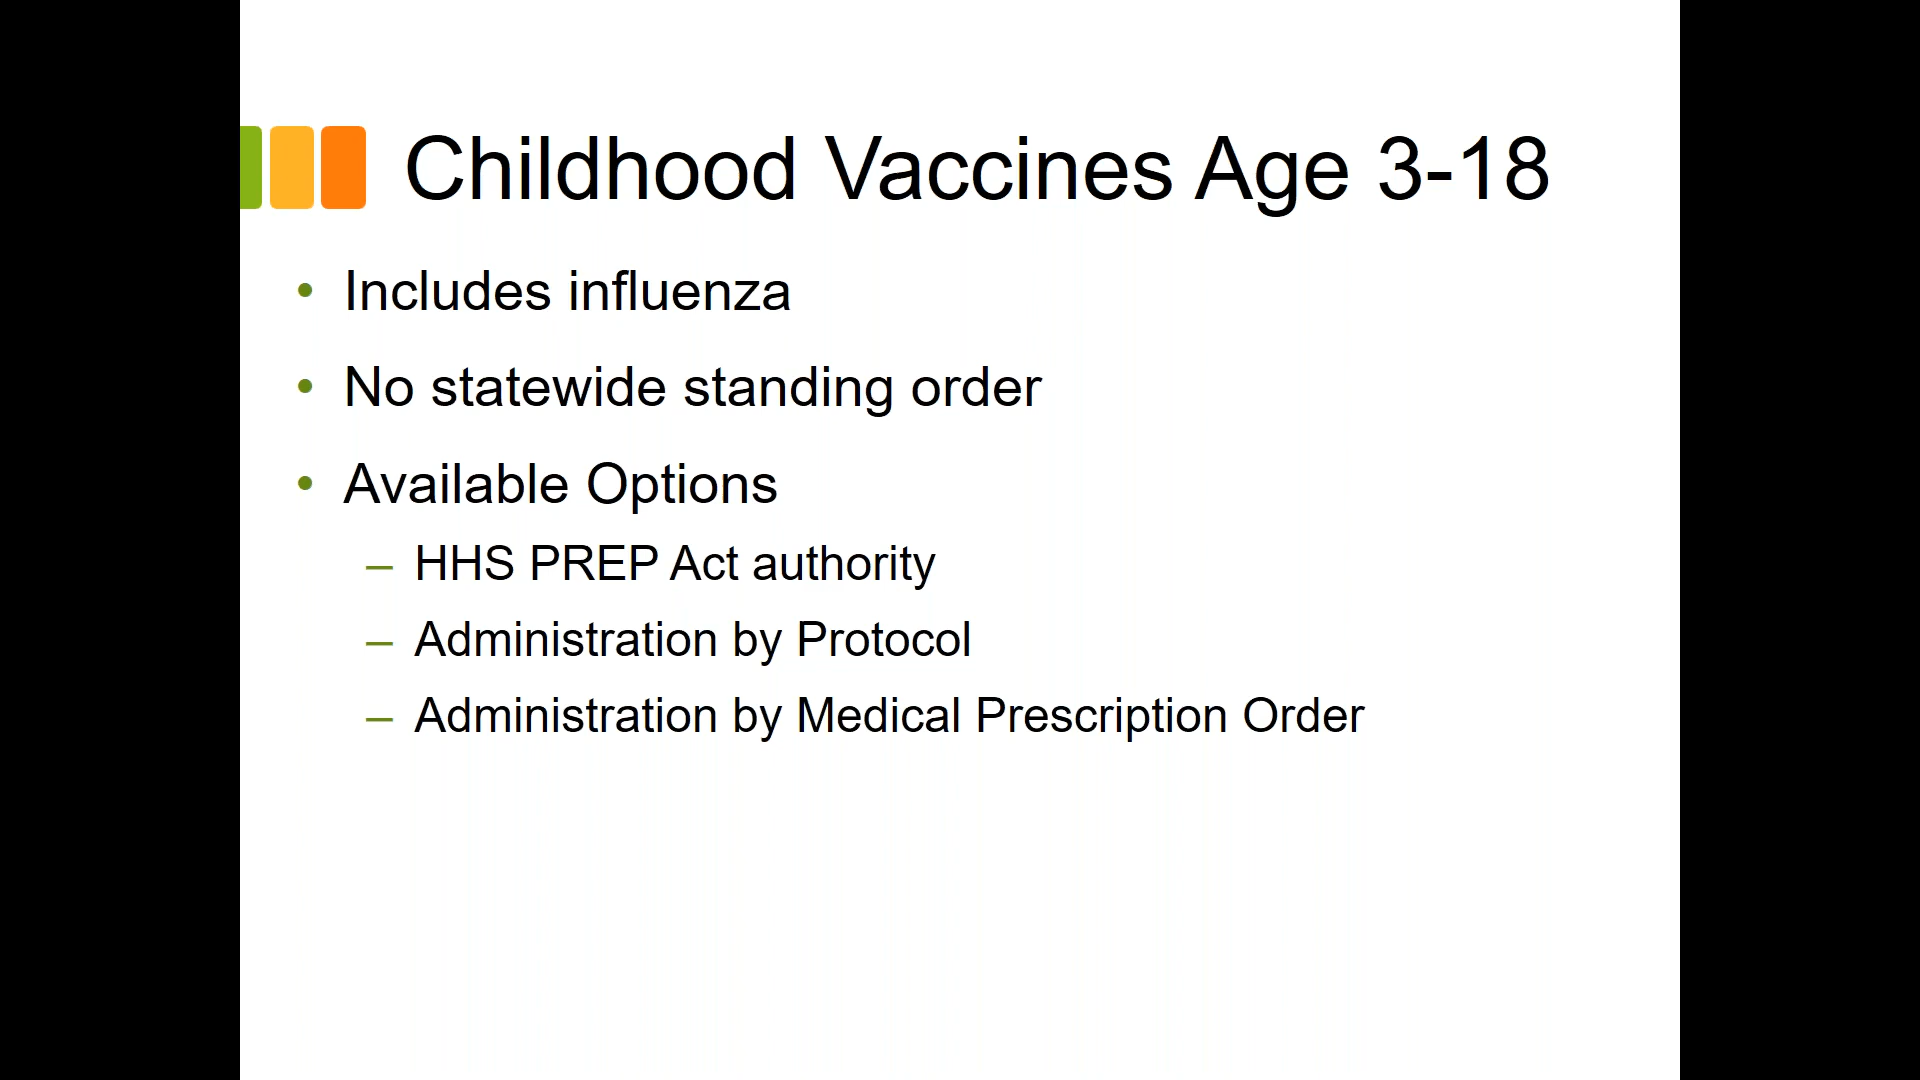 Childhood Vaccines Age 3-18
• Includes influenza
• No statewide standing order
• Available Options
– HHS PREP Act authority
– Administration by Protocol
– Administration by Medical Prescription Order